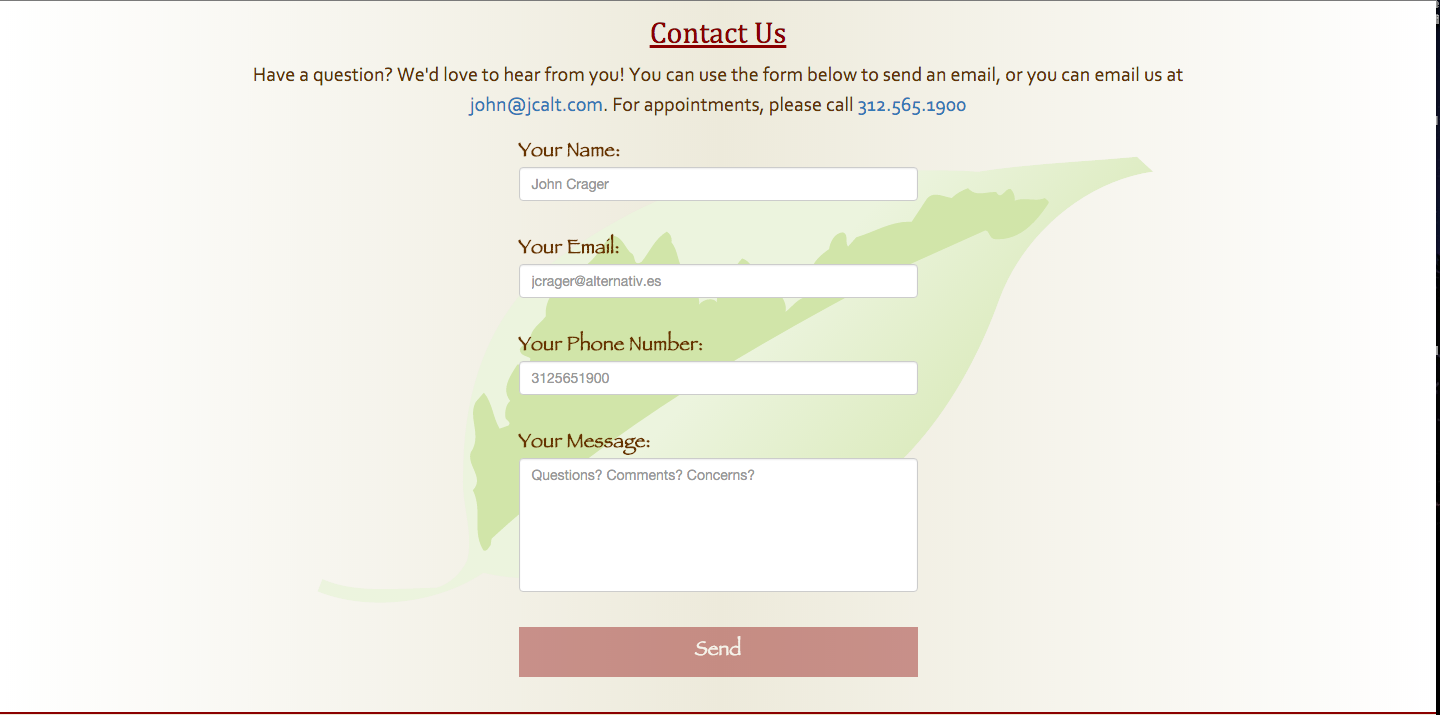 Contact Us
Have a question? We'd love to hear from you! You can use the form below to send an email, or you can email us at
john@jcalt.com. For appointments, please call 312.565.1900
Your Name:
John Crager
Your Email:
jcrager@alternativ.es
Your Phone Number:
3125651900
Your Message:
Questions? Comments? Concerns?
Send